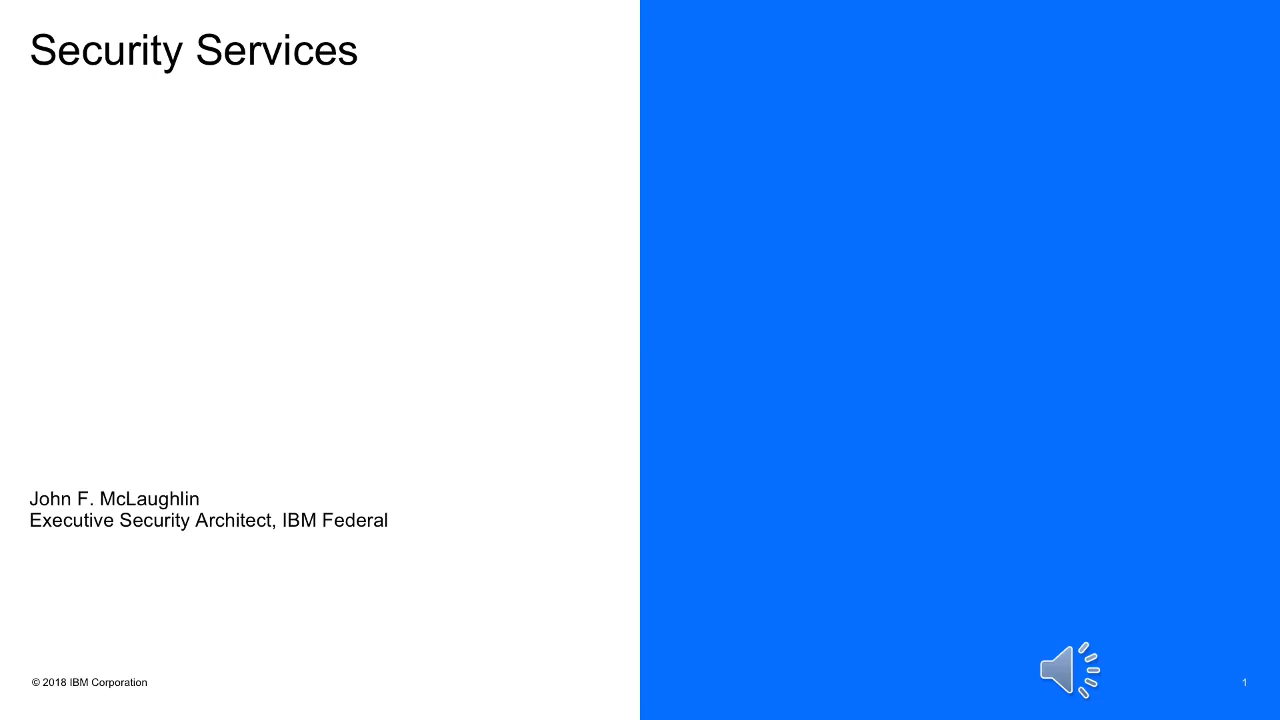 Security Services
John F. McLaughlin
Executive Security Architect, IBM Federal
© 2018 IBM Corporation
1